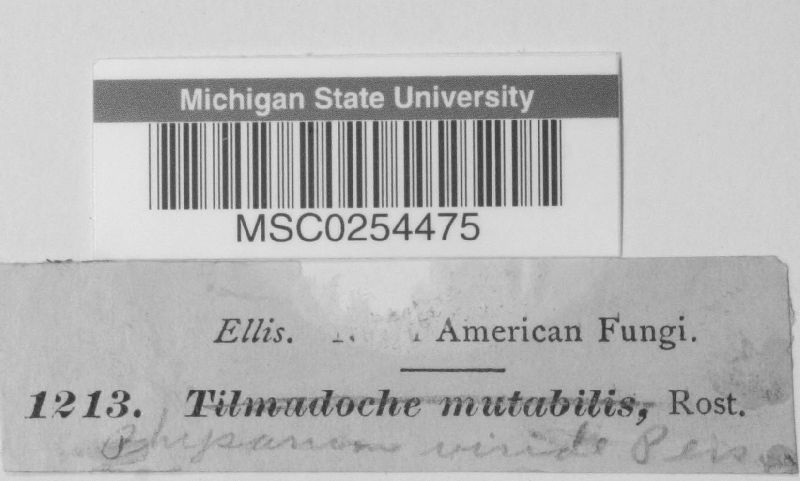 Michigan State University
MSC0254475
Ellis. American Fungi.
1213. Tilmadoche mutabilis, Rost.
Physarum viride Pers.